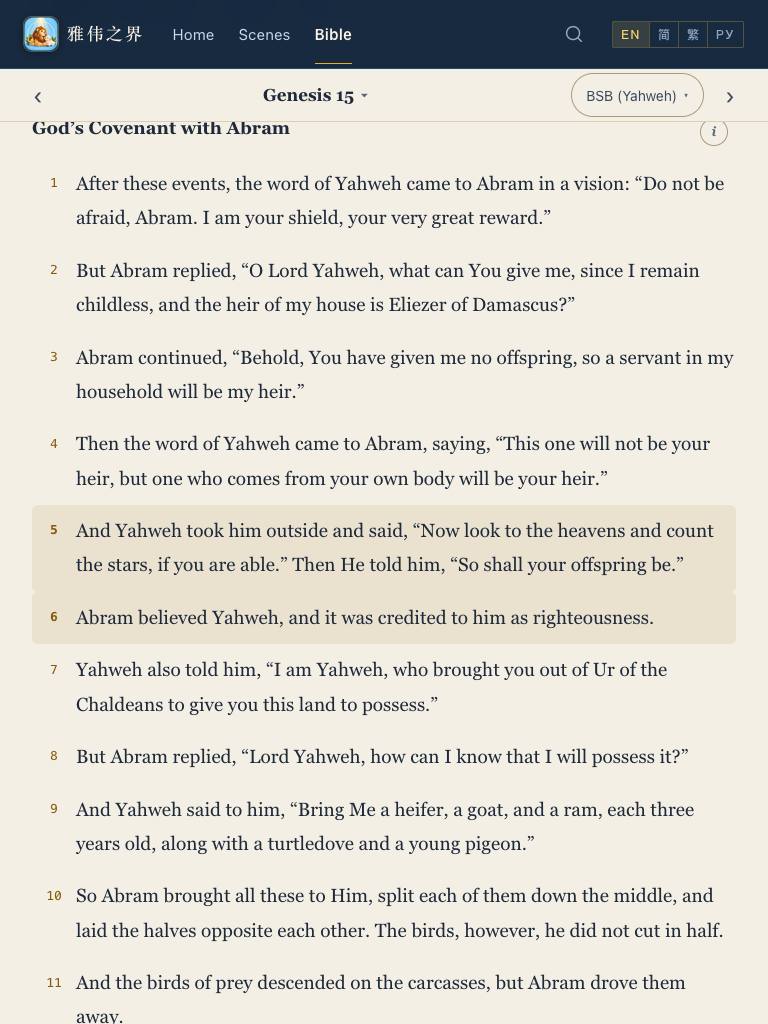 雅伟之界 Home Scenes Bible EN 简 繁 РУ
‹ Genesis 15 BSB (Yahweh) ›
God’s Covenant with Abram i
1 After these events, the word of Yahweh came to Abram in a vision: “Do not be
afraid, Abram. I am your shield, your very great reward.”
2 But Abram replied, “O Lord Yahweh, what can You give me, since I remain
childless, and the heir of my house is Eliezer of Damascus?”
3 Abram continued, “Behold, You have given me no offspring, so a servant in my
household will be my heir.”
4 Then the word of Yahweh came to Abram, saying, “This one will not be your
heir, but one who comes from your own body will be your heir.”
5 And Yahweh took him outside and said, “Now look to the heavens and count
the stars, if you are able.” Then He told him, “So shall your offspring be.”
6 Abram believed Yahweh, and it was credited to him as righteousness.
7 Yahweh also told him, “I am Yahweh, who brought you out of Ur of the
Chaldeans to give you this land to possess.”
8 But Abram replied, “Lord Yahweh, how can I know that I will possess it?”
9 And Yahweh said to him, “Bring Me a heifer, a goat, and a ram, each three
years old, along with a turtledove and a young pigeon.”
10 So Abram brought all these to Him, split each of them down the middle, and
laid the halves opposite each other. The birds, however, he did not cut in half.
11 And the birds of prey descended on the carcasses, but Abram drove them
away.